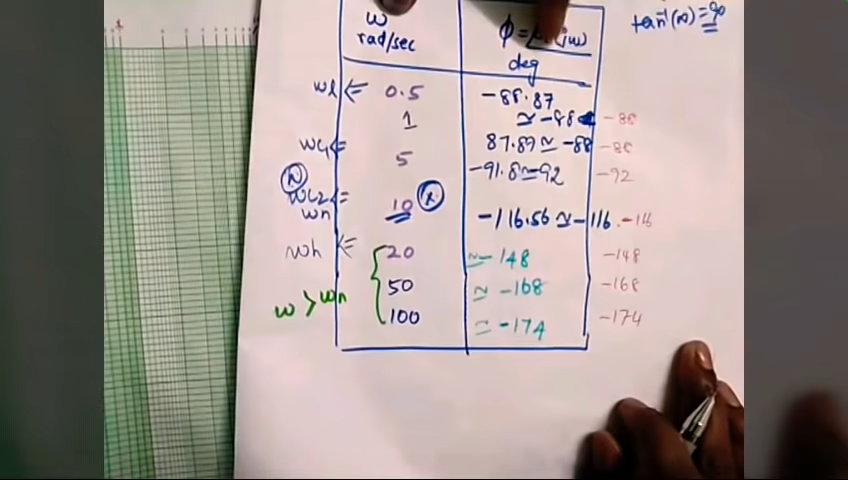 ω φ = (jω) tan⁻¹(∞) = 90
rad/sec deg
ωl <= 0.5 -88.87
≅ -88 -88
1 87.89 ≅ -88 -88
ωc1 <= 5 -91.8 ≅ -92 -92
ωc2 <=
ωn 10 -116.56 ≅ -116 -116
ωh <= 20 ≅ -148 -148
50 ≅ -168 -168
ω > ωn
100 ≅ -174 -174